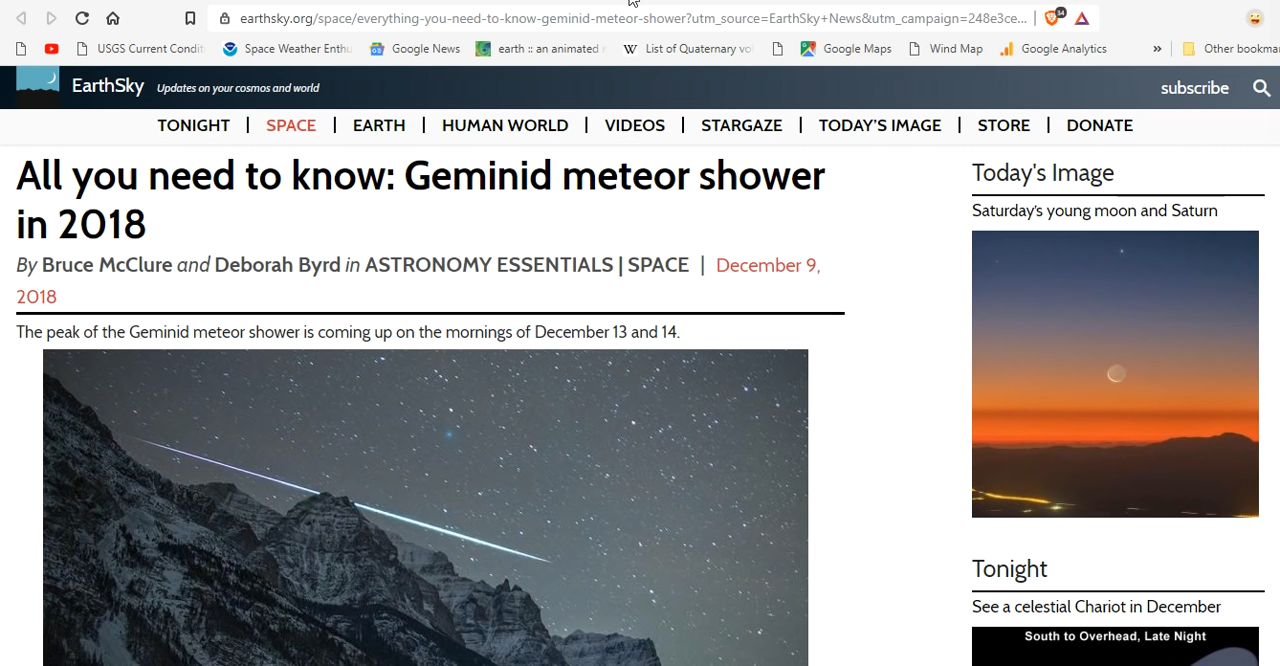 earthsky.org/space/everything-you-need-to-know-geminid-meteor-shower?utm_source=EarthSky+News&utm_campaign=248e3ce...
34
USGS Current Condit
Space Weather Enthu
Google News
earth :: an animated
W List of Quaternary vo
Google Maps
Wind Map
Google Analytics
»
Other bookma
EarthSky Updates on your cosmos and world
subscribe
TONIGHT | SPACE | EARTH | HUMAN WORLD | VIDEOS | STARGAZE | TODAY'S IMAGE | STORE | DONATE
All you need to know: Geminid meteor shower
in 2018
By Bruce McClure and Deborah Byrd in ASTRONOMY ESSENTIALS | SPACE | December 9,
2018
The peak of the Geminid meteor shower is coming up on the mornings of December 13 and 14.
Today's Image
Saturday's young moon and Saturn
Tonight
See a celestial Chariot in December
South to Overhead, Late Night